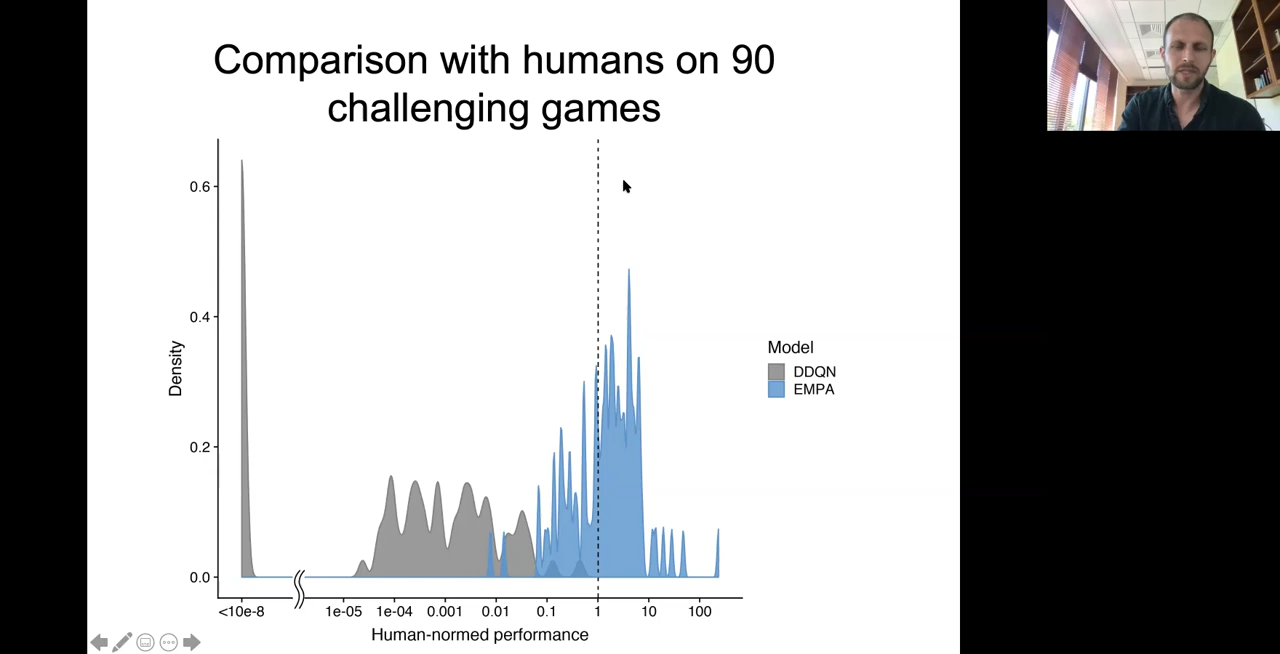 Comparison with humans on 90
challenging games
0.6
0.4
0.2
0.0
Density
<10e-8
1e-05
1e-04
0.001
0.01
0.1
1
10
100
Human-normed performance
Model
DDQN
EMPA